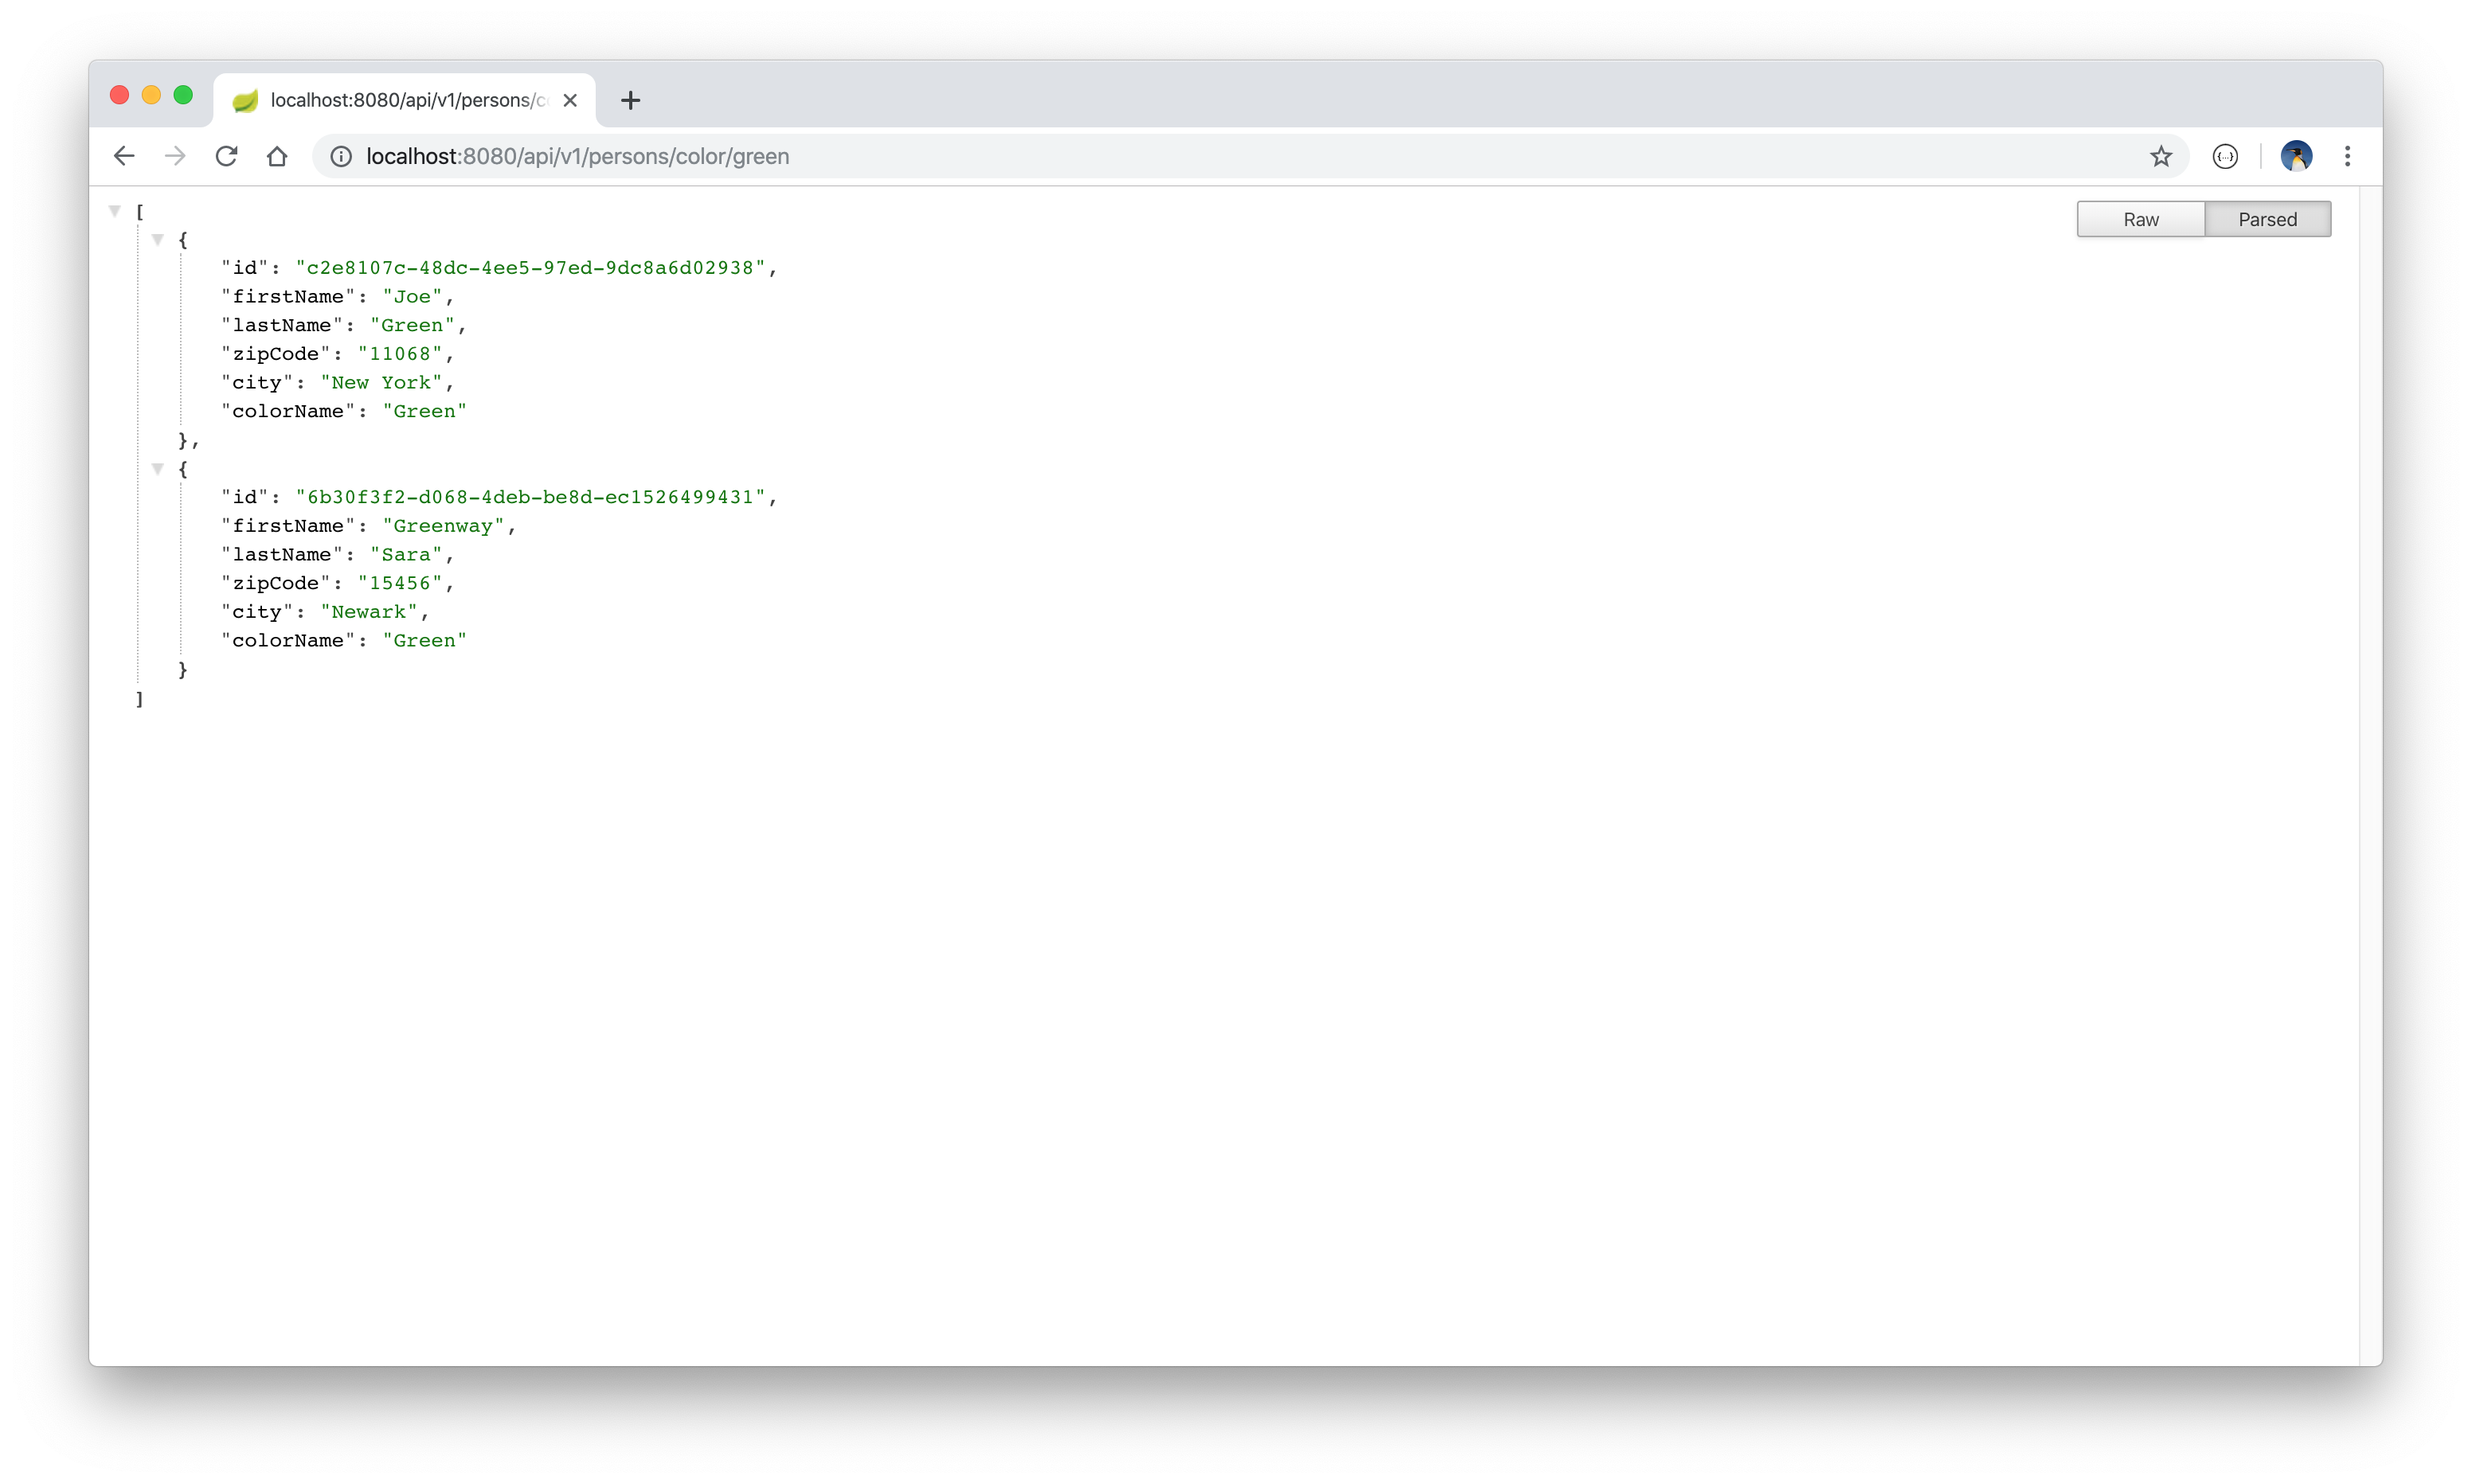 localhost:8080/api/v1/persons/c
localhost:8080/api/v1/persons/color/green
{...}
Raw
Parsed
[
{
"id": "c2e8107c-48dc-4ee5-97ed-9dc8a6d02938",
"firstName": "Joe",
"lastName": "Green",
"zipCode": "11068",
"city": "New York",
"colorName": "Green"
},
{
"id": "6b30f3f2-d068-4deb-be8d-ec1526499431",
"firstName": "Greenway",
"lastName": "Sara",
"zipCode": "15456",
"city": "Newark",
"colorName": "Green"
}
]